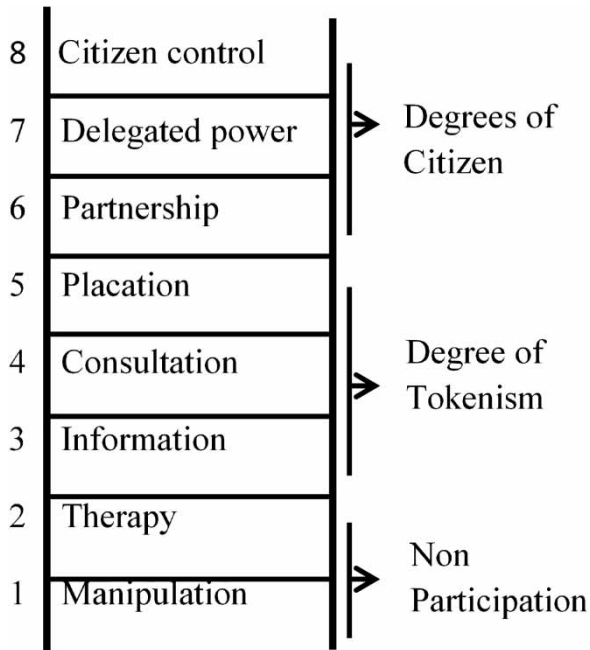 8 Citizen control
7 Delegated power
6 Partnership
5 Placation
4 Consultation
3 Information
2 Therapy
1 Manipulation
Degrees of
Citizen
Degree of
Tokenism
Non
Participation